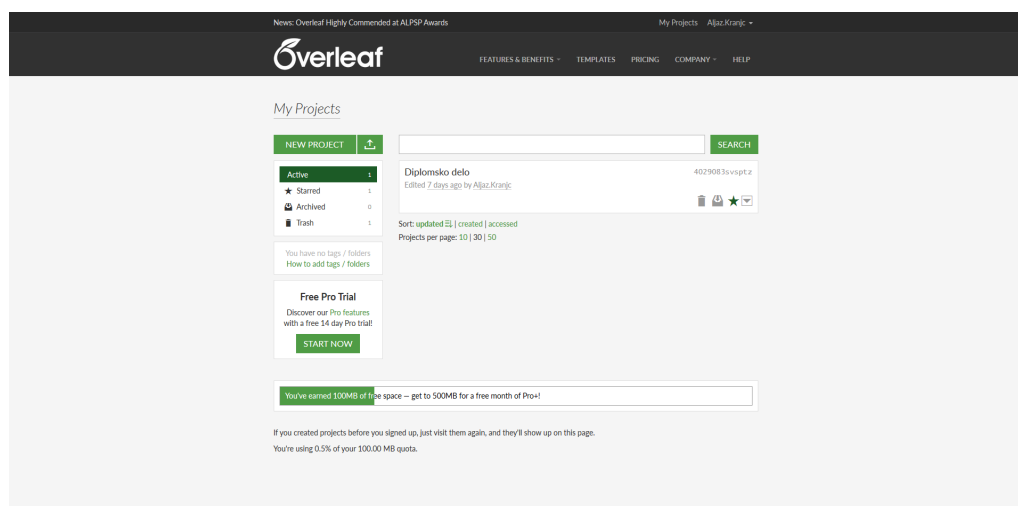 News: Overleaf Highly Commended at ALPSP Awards
My Projects Aljaz.Kranjc
Overleaf
FEATURES & BENEFITS TEMPLATES PRICING COMPANY HELP
My Projects
NEW PROJECT
SEARCH
Active 1
Starred 1
Archived 0
Trash 1
Diplomsko delo 4029083svsptz
Edited 7 days ago by Aljaz.Kranjc
Sort: updated | created | accessed
Projects per page: 10 | 30 | 50
You have no tags / folders
How to add tags / folders
Free Pro Trial
Discover our Pro features
with a free 14 day Pro trial!
START NOW
You've earned 100MB of free space -- get to 500MB for a free month of Pro+!
If you created projects before you signed up, just visit them again, and they'll show up on this page.
You're using 0.5% of your 100.00 MB quota.